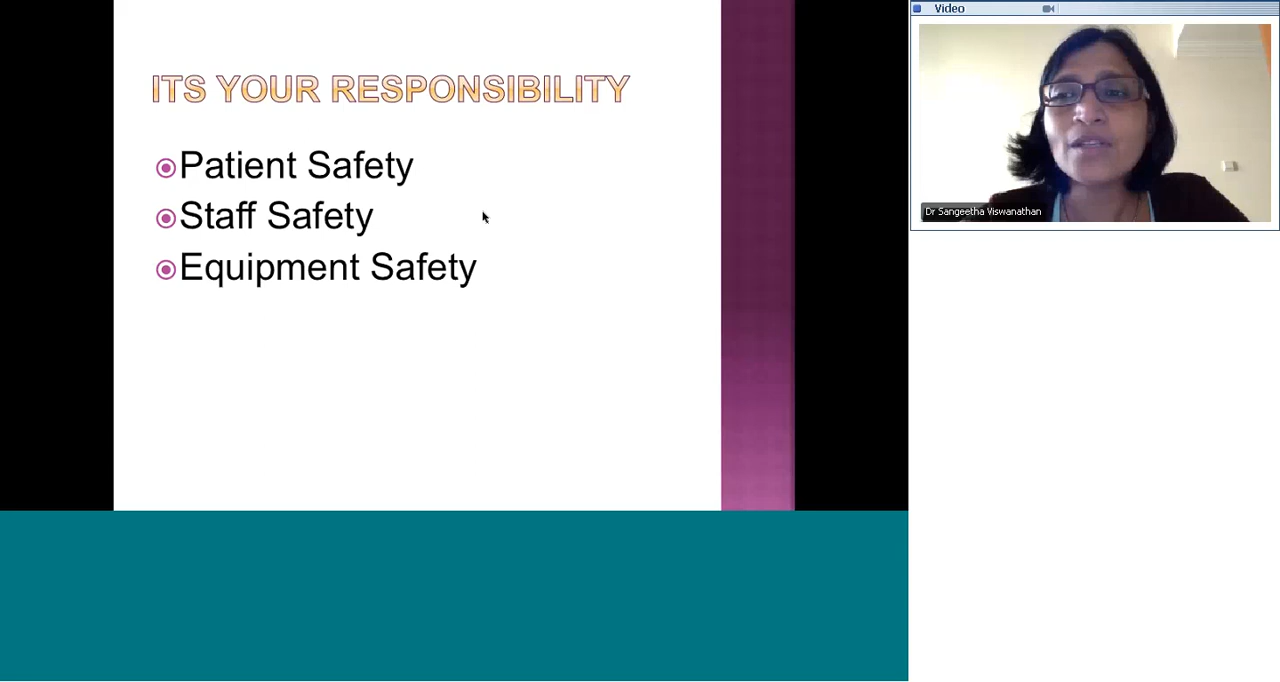 ITS YOUR RESPONSIBILITY
Patient Safety
Staff Safety
Equipment Safety
Video
Dr Sangeetha Viswanathan